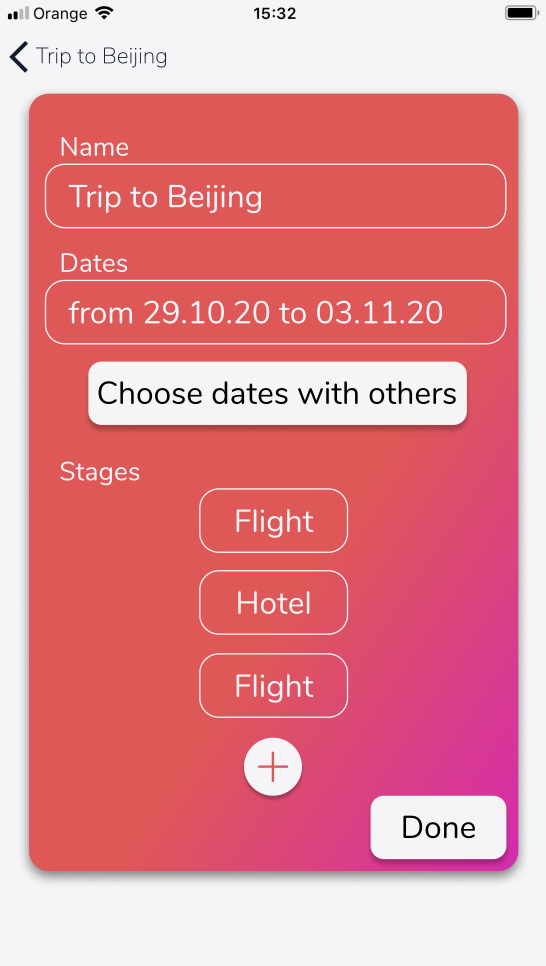 Orange 15:32
Trip to Beijing
Name
Trip to Beijing
Dates
from 29.10.20 to 03.11.20
Choose dates with others
Stages
Flight
Hotel
Flight
Done